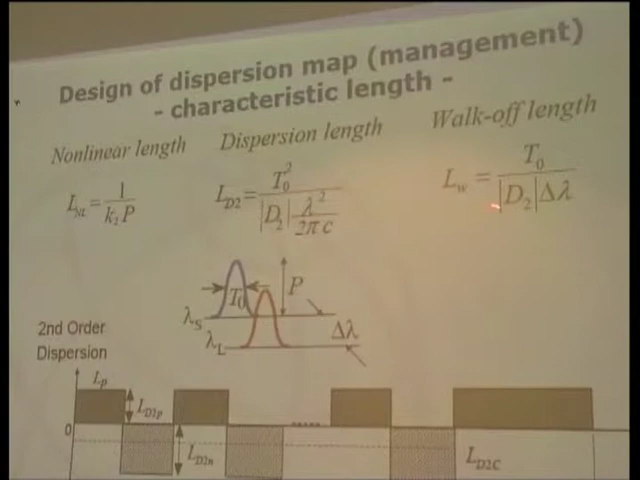 Design of dispersion map (management)
- characteristic length -
Nonlinear length Dispersion length Walk-off length
L_NL = 1 / k_2 P
L_D2 = T_0^2 / |D_2| λ^2 / 2πc
L_w = T_0 / |D_2|Δλ
T_0
P
λ_S
λ_L
Δλ
2nd Order
Dispersion
L_p
L_D2p
0
L_D2n
L_D2C